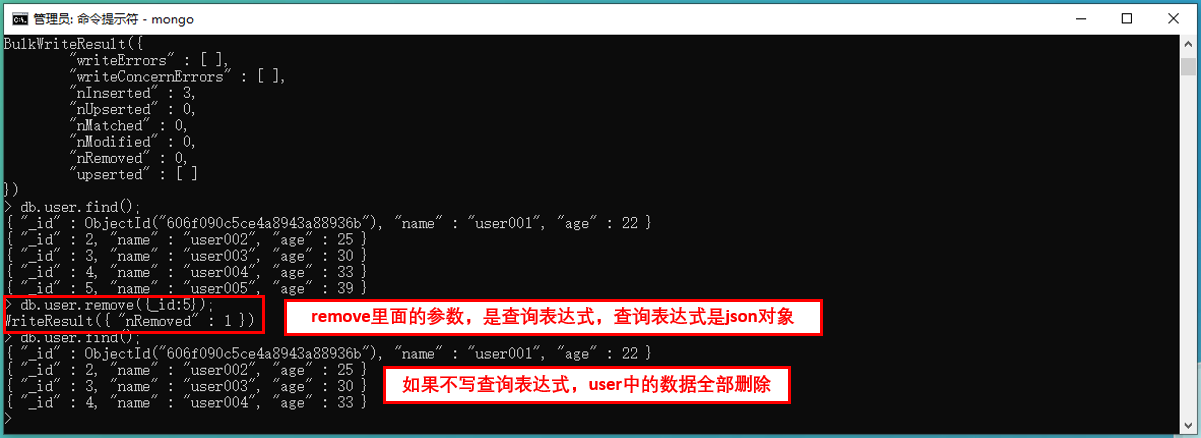 管理员: 命令提示符 - mongo
BulkWriteResult({
"writeErrors" : [ ],
"writeConcernErrors" : [ ],
"nInserted" : 3,
"nUpserted" : 0,
"nMatched" : 0,
"nModified" : 0,
"nRemoved" : 0,
"upserted" : [ ]
})
> db.user.find();
{ "_id" : ObjectId("606f090c5ce4a8943a88936b"), "name" : "user001", "age" : 22 }
{ "_id" : 2, "name" : "user002", "age" : 25 }
{ "_id" : 3, "name" : "user003", "age" : 30 }
{ "_id" : 4, "name" : "user004", "age" : 33 }
{ "_id" : 5, "name" : "user005", "age" : 39 }
> db.user.remove({_id:5});
WriteResult({ "nRemoved" : 1 })
remove里面的参数，是查询表达式，查询表达式是json对象
> db.user.find();
{ "_id" : ObjectId("606f090c5ce4a8943a88936b"), "name" : "user001", "age" : 22 }
{ "_id" : 2, "name" : "user002", "age" : 25 }
{ "_id" : 3, "name" : "user003", "age" : 30 }
{ "_id" : 4, "name" : "user004", "age" : 33 }
如果不写查询表达式，user中的数据全部删除
>